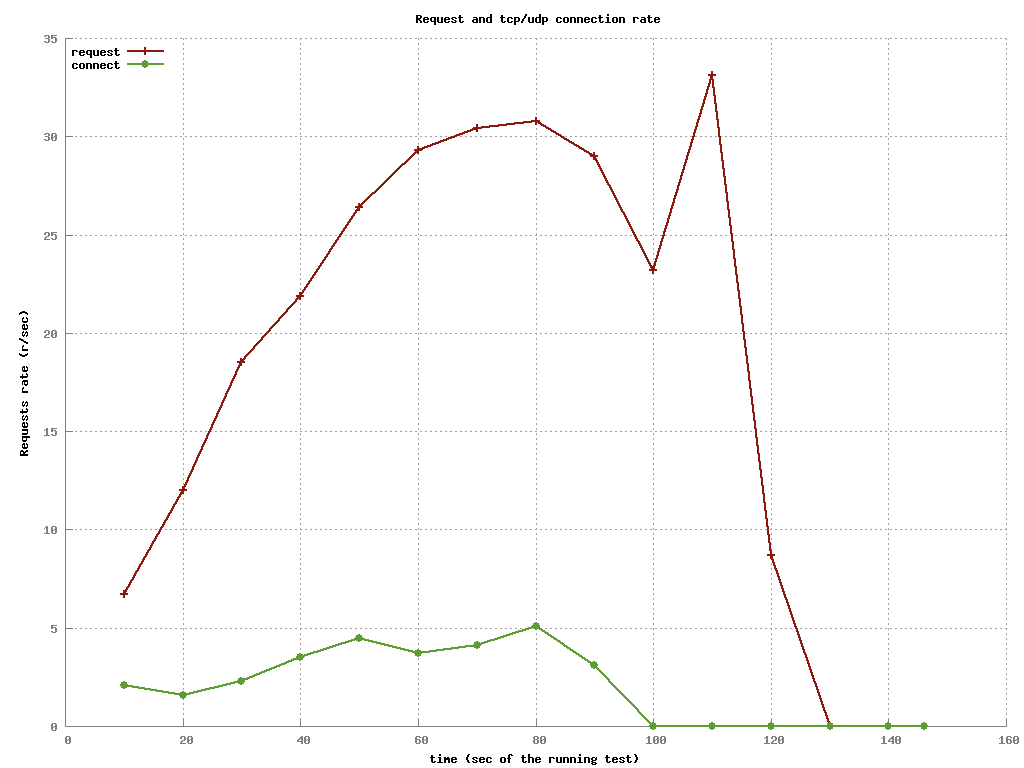 Request and tcp/udp connection rate
35
request
connect
30
25
20
Requests rate (r/sec)
15
10
5
0
0 20 40 60 80 100 120 140 160
time (sec of the running test)